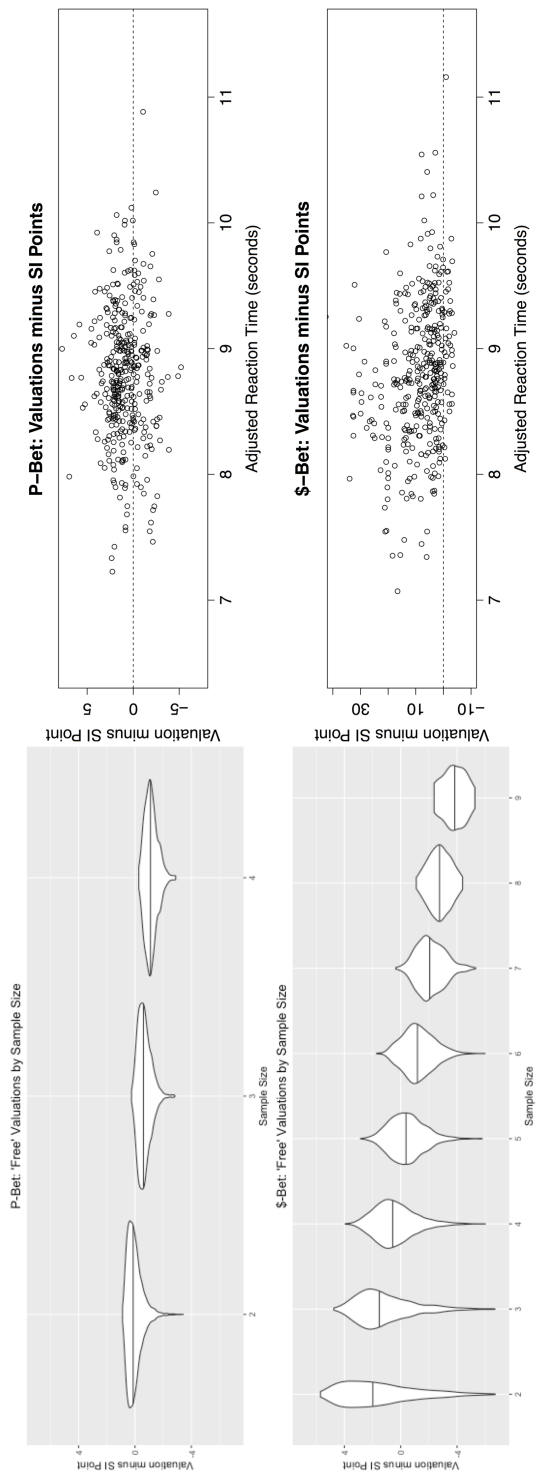 P-Bet: 'Free' Valuations by Sample Size
Valuation minus SI Point
4
0
-4
2 3 4
Sample Size
P−Bet: Valuations minus SI Points
Valuation minus SI Point
5
0
−5
7 8 9 10 11
Adjusted Reaction Time (seconds)
$-Bet: 'Free' Valuations by Sample Size
Valuation minus SI Point
4
0
-4
2 3 4 5 6 7 8 9
Sample Size
$−Bet: Valuations minus SI Points
Valuation minus SI Point
30
10
−10
7 8 9 10 11
Adjusted Reaction Time (seconds)